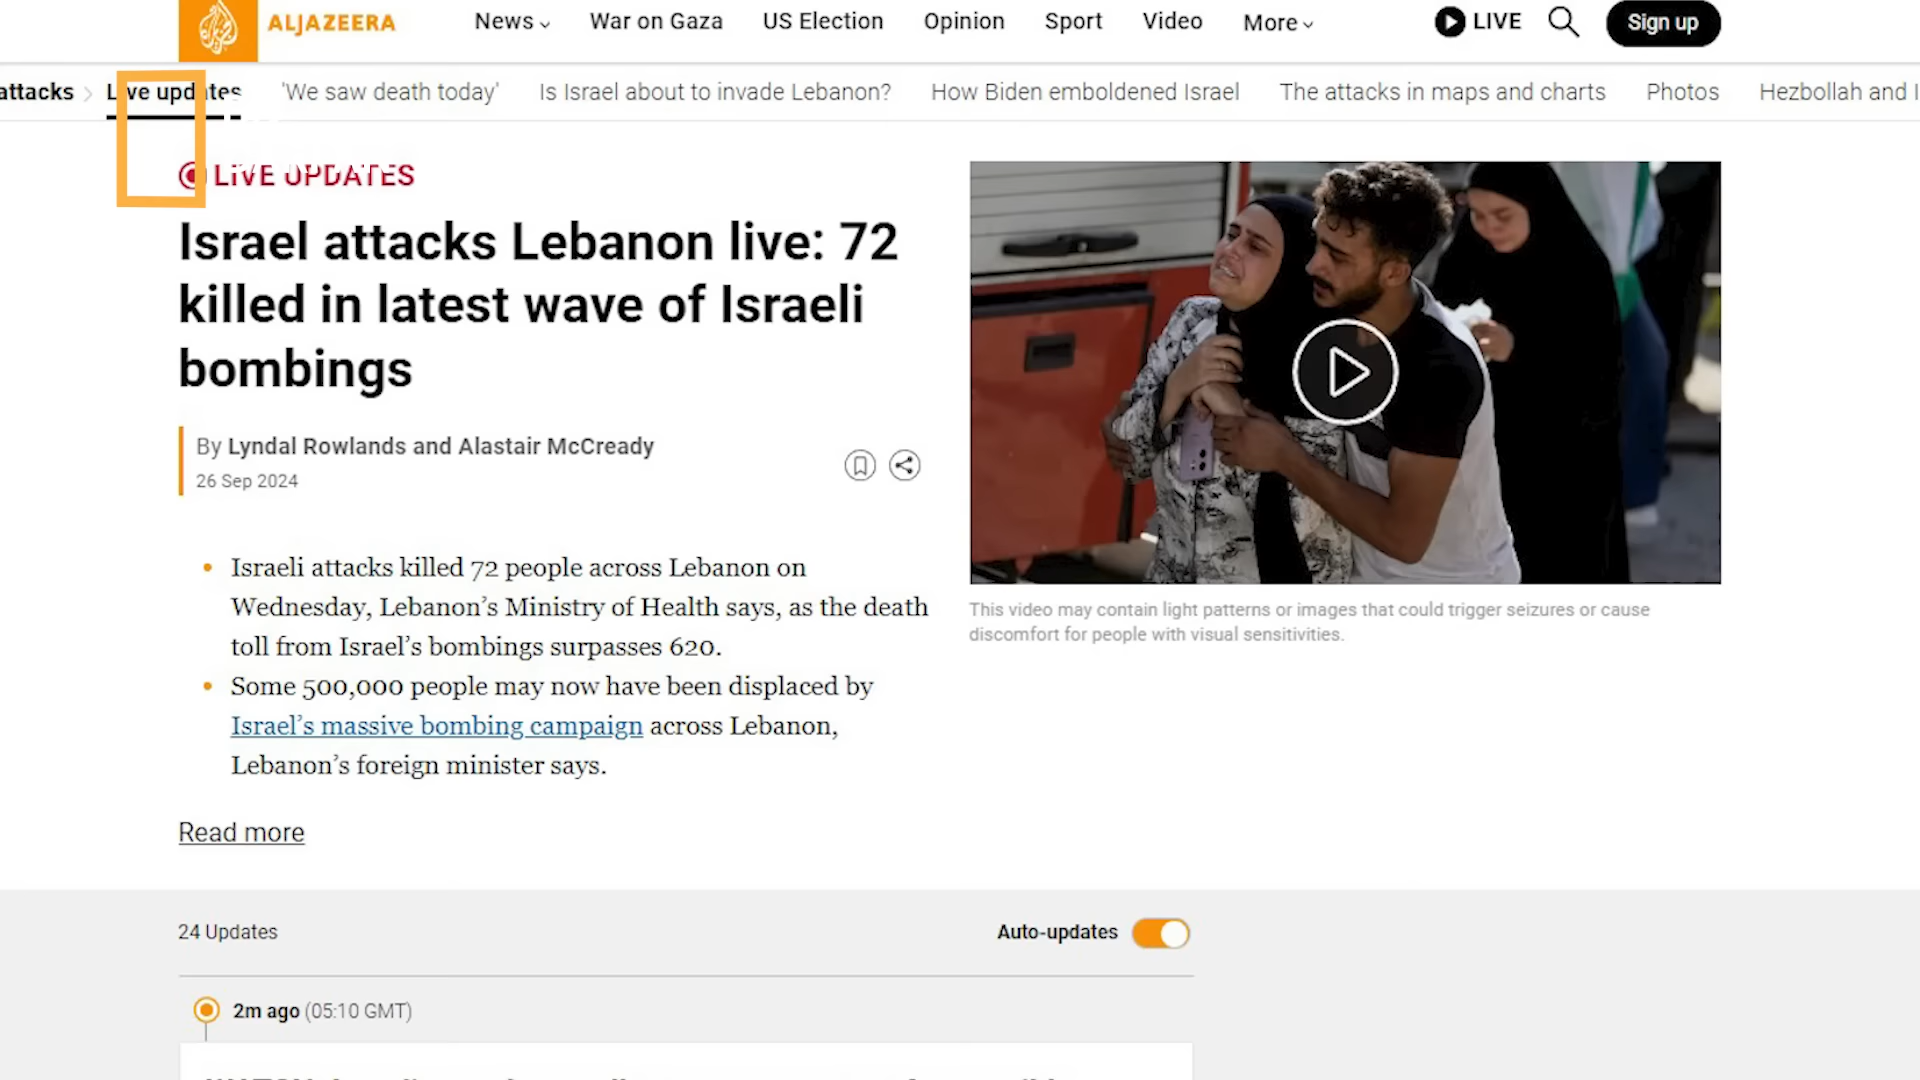 ALJAZEERA
News
War on Gaza
US Election
Opinion
Sport
Video
More
LIVE
Sign up
attacks
Live updates
'We saw death today'
Is Israel about to invade Lebanon?
How Biden emboldened Israel
The attacks in maps and charts
Photos
Hezbollah and
LIVE UPDATES
Israel attacks Lebanon live: 72
killed in latest wave of Israeli
bombings
By Lyndal Rowlands and Alastair McCready
26 Sep 2024
Israeli attacks killed 72 people across Lebanon on
Wednesday, Lebanon’s Ministry of Health says, as the death
toll from Israel’s bombings surpasses 620.
Some 500,000 people may now have been displaced by
Israel’s massive bombing campaign across Lebanon,
Lebanon’s foreign minister says.
Read more
This video may contain light patterns or images that could trigger seizures or cause
discomfort for people with visual sensitivities.
24 Updates
Auto-updates
2m ago (05:10 GMT)